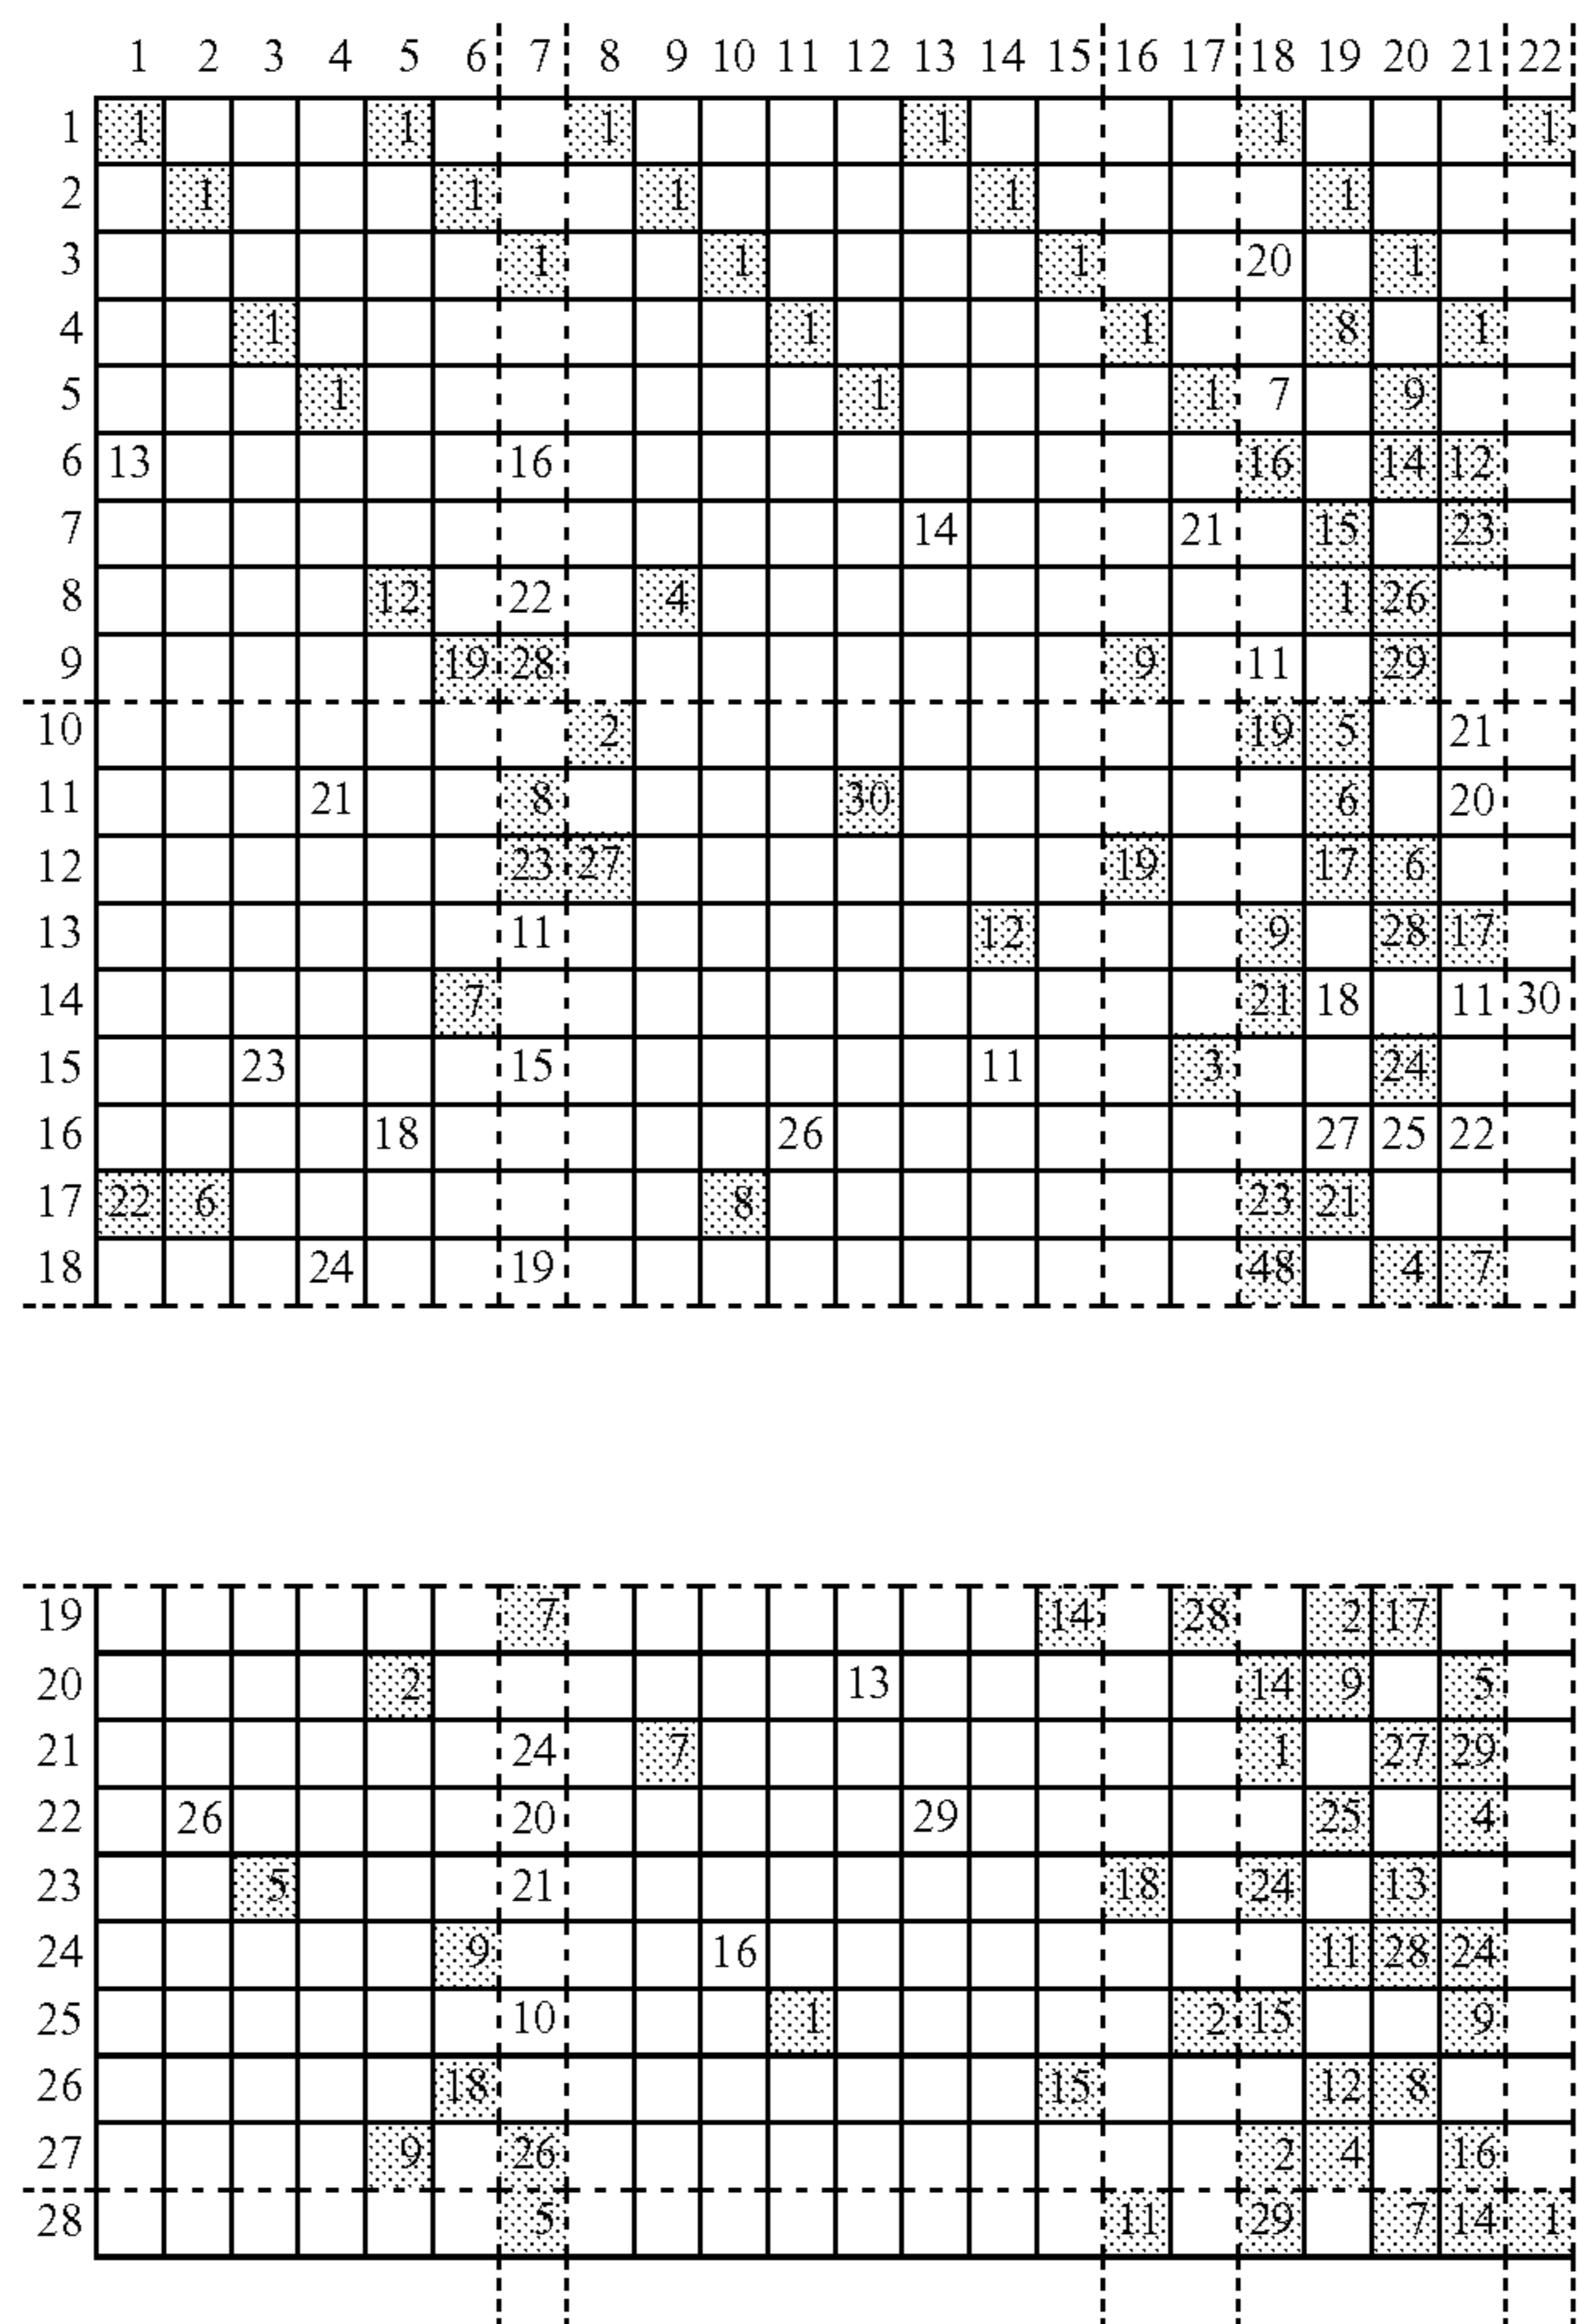 1 2 3 4 5 6 7 8 9 10 11 12 13 14 15 16 17 18 19 20 21 22
1 1 1 1 1 1 1
2 1 1 1 1 1
3 1 1 1 20 1
4 1 1 1 8 1
5 1 1 1 7 9
6 13 16 16 14 12
7 14 21 15 23
8 12 22 4 1 26
9 19 28 9 11 29
10 2 19 5 21
11 21 8 30 6 20
12 23 27 19 17 6
13 11 12 9 28 17
14 7 21 18 11 30
15 23 15 11 3 24
16 18 26 27 25 22
17 22 6 8 23 21
18 24 19 48 4 7
19 7 14 28 2 17
20 2 13 14 9 5
21 24 7 1 27 29
22 26 20 29 25 4
23 5 21 18 24 13
24 9 16 11 28 24
25 10 1 2 15 9
26 18 15 12 8
27 9 26 2 4 16
28 5 11 29 7 14 1